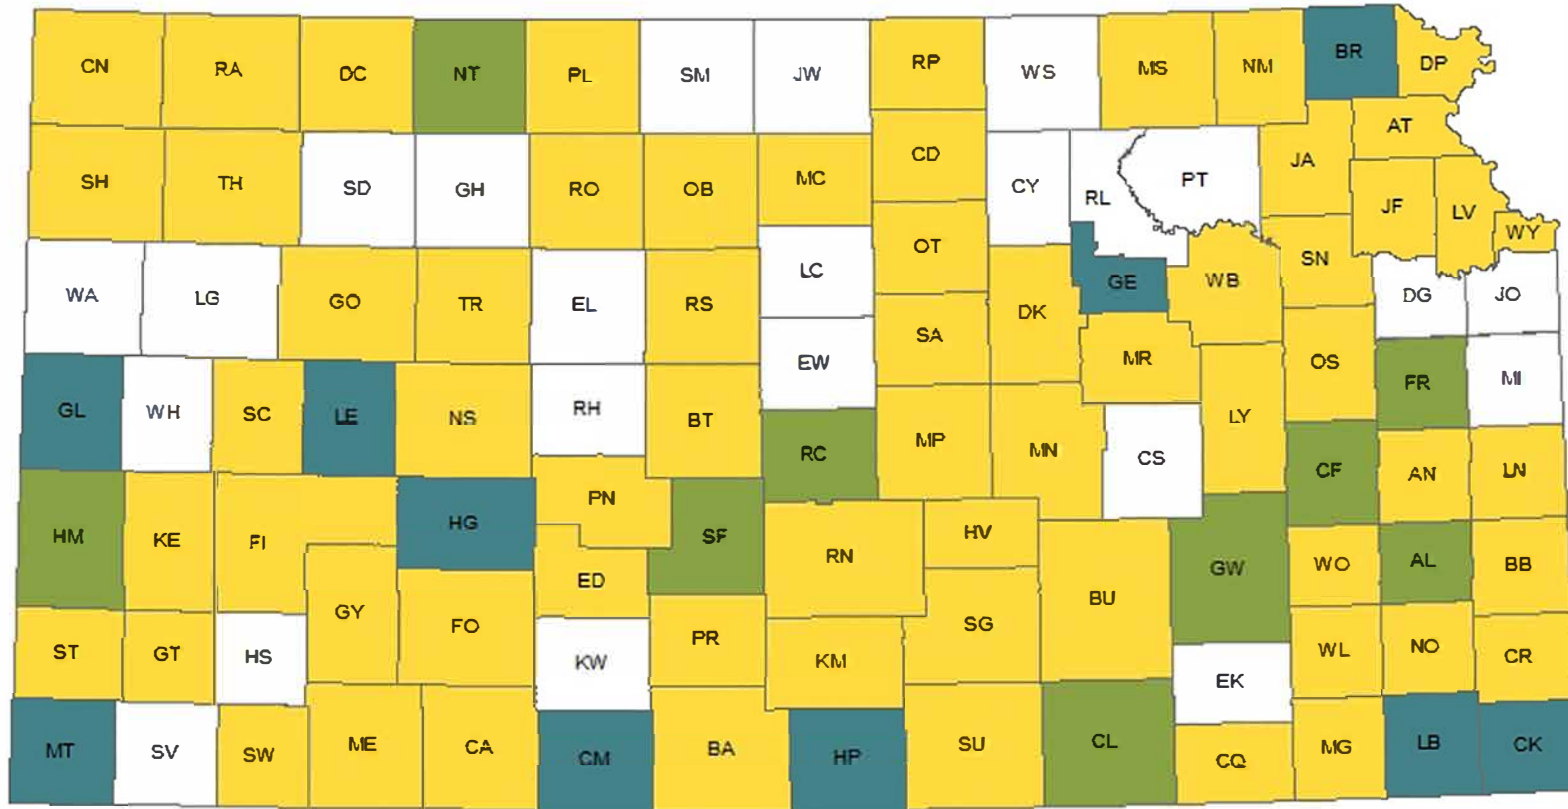 CN RA DC NT PL SM JW RP WS MS NM BR DP
SH TH SD GH RO OB MC CD CY RL PT JA AT
JF LV WY
WA LG GO TR EL RS LC OT DK GE WB SN DG JO
GL WH SC LE NS RH BT EW SA MR OS FR MI
HM KE FI HG PN SF RC MP MN CS LY CF AN LN
GY FO ED RN HV BU GW WO AL BB
ST GT HS KW PR KM SG EK WL NO CR
MT SV SW ME CA CM BA HP SU CL CQ MG LB CK